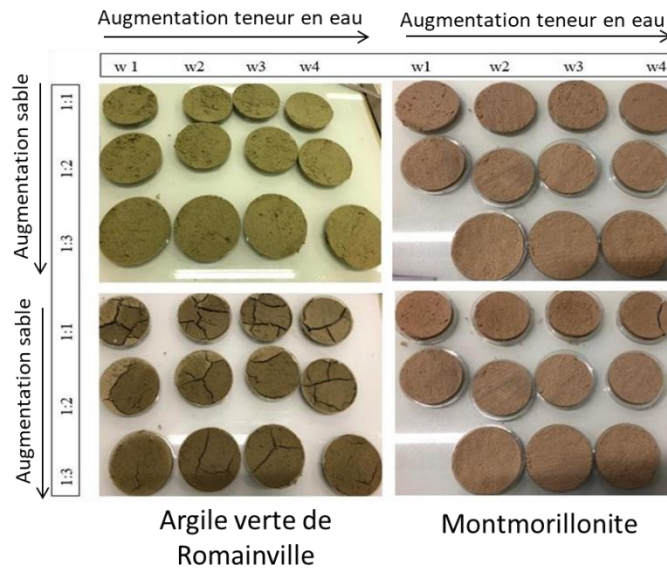 Augmentation teneur en eau
Augmentation teneur en eau
w 1 w2 w3 w4
w1 w2 w3 w4
Augmentation sable
1:1
1:2
1:3
Augmentation sable
1:1
1:2
1:3
Argile verte de
Romainville
Montmorillonite